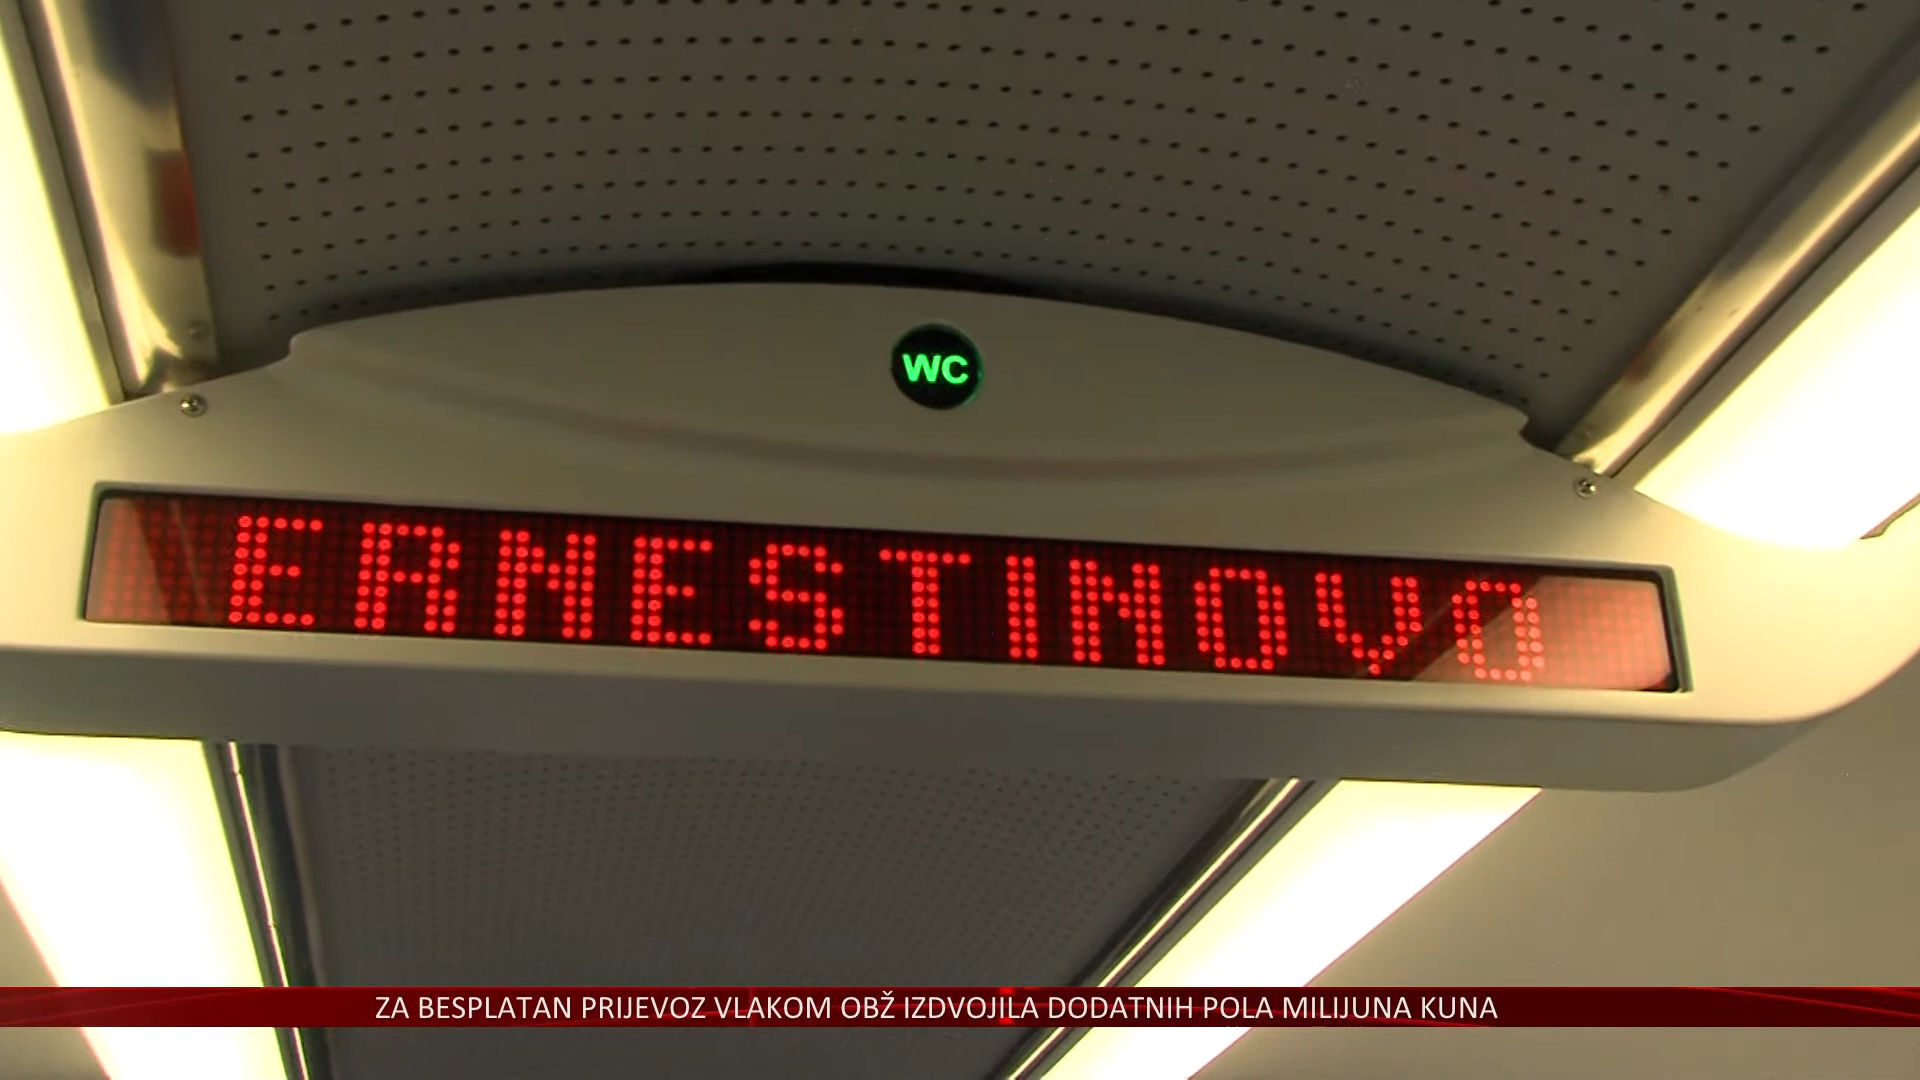 WC
ERNESTINOVO
ZA BESPLATAN PRIJEVOZ VLAKOM OBŽ IZDVOJILA DODATNIH POLA MILIJUNA KUNA